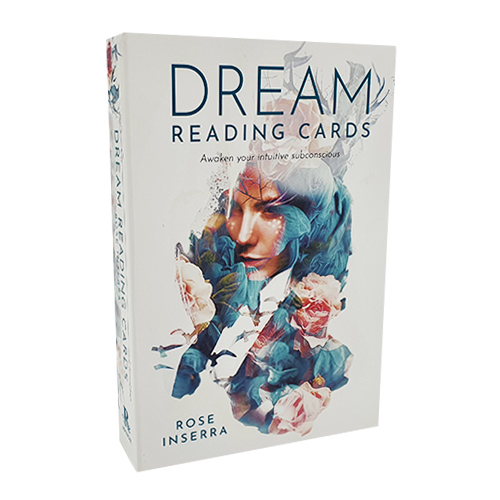 DREAM
READING CARDS
Awaken your intuitive subconscious
ROSE
INSERRA
DREAM READING CARDS